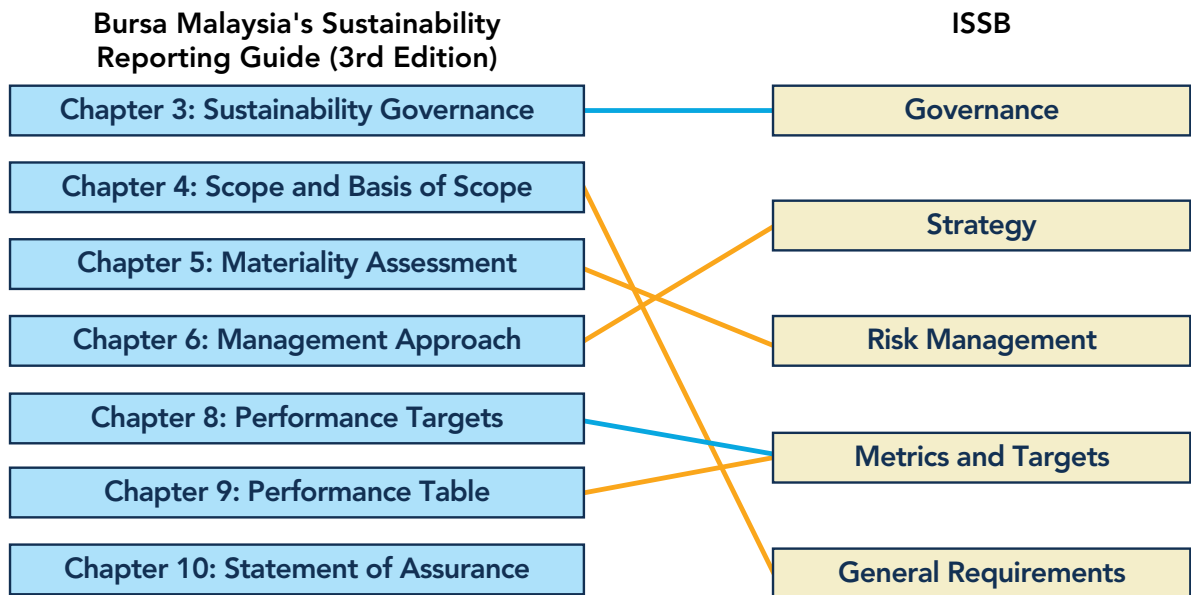 Bursa Malaysia's Sustainability
Reporting Guide (3rd Edition)
ISSB
Chapter 3: Sustainability Governance
Governance
Chapter 4: Scope and Basis of Scope
Strategy
Chapter 5: Materiality Assessment
Chapter 6: Management Approach
Risk Management
Chapter 8: Performance Targets
Metrics and Targets
Chapter 9: Performance Table
Chapter 10: Statement of Assurance
General Requirements